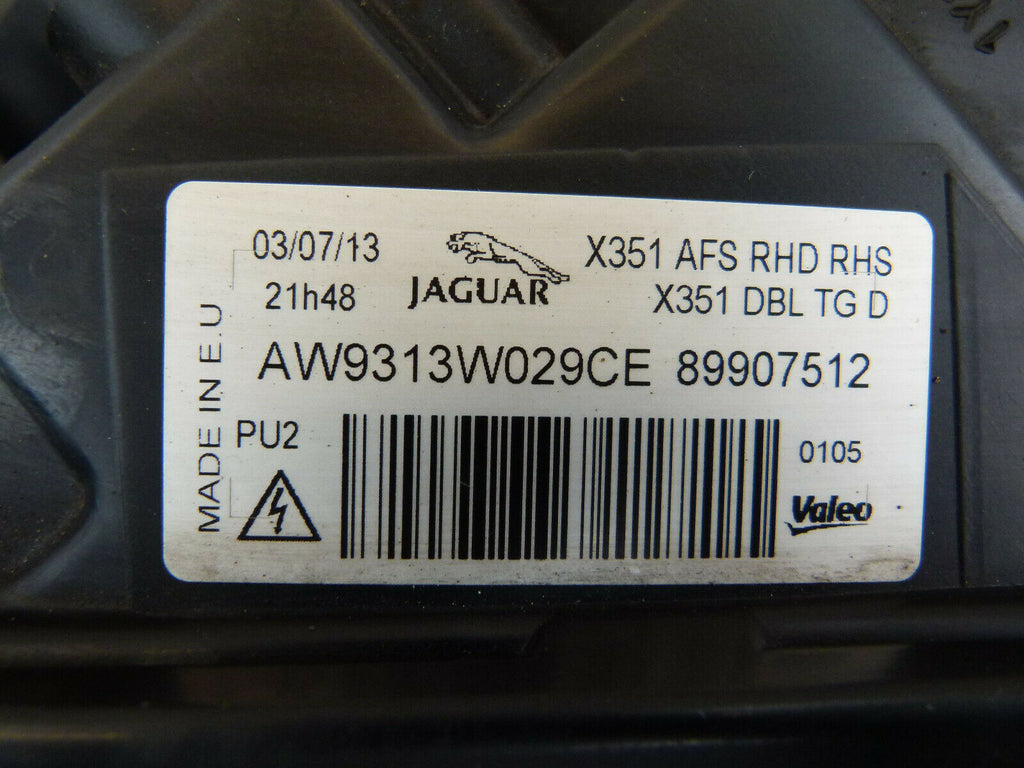 03/07/13
21h48
JAGUAR
X351 AFS RHD RHS
X351 DBL TG D
AW9313W029CE 89907512
MADE IN E.U
PU2
0105
Valeo